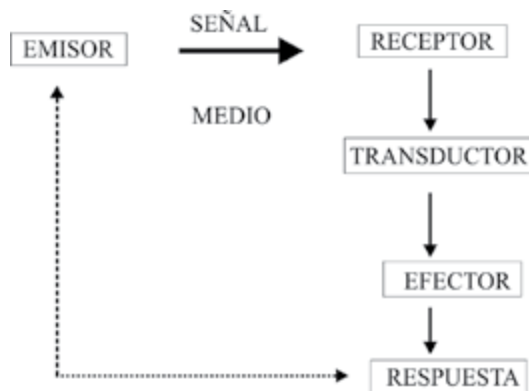 SEÑAL
EMISOR
RECEPTOR
MEDIO
TRANSDUCTOR
EFECTOR
RESPUESTA